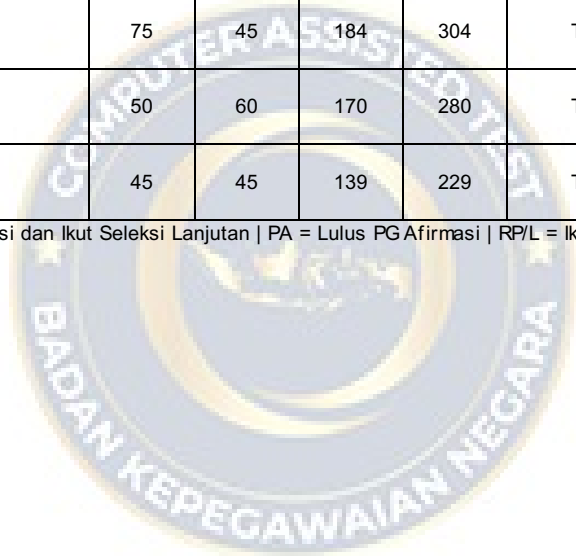 75 45 184 304 T
50 60 170 280 T
45 45 139 229 T
si dan Ikut Seleksi Lanjutan | PA = Lulus PG Afirmasi | RP/L = Ik
COMPUTER ASSISTED TEST
BADAN KEPEGAWAIAN NEGARA